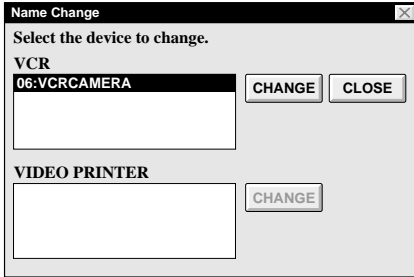 Name Change
Select the device to change.
VCR
06:VCRCAMERA
CHANGE CLOSE
VIDEO PRINTER
CHANGE